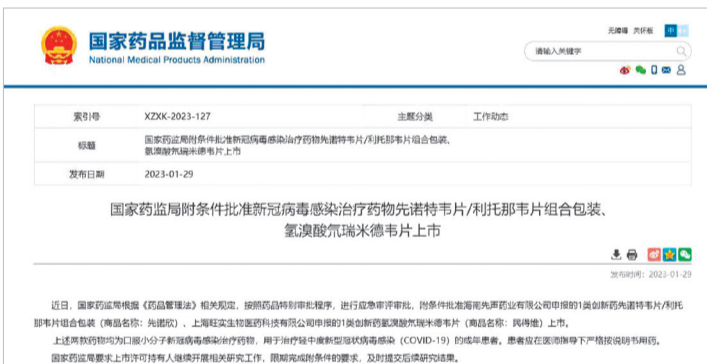 国家药品监督管理局
National Medical Products Administration
无障碍 关怀版 中
请输入关键字
索引号 XZXK-2023-127 主题分类 工作动态
标题 国家药监局附条件批准新冠病毒感染治疗药物先诺特韦片/利托那韦片组合包装、
氢溴酸氘瑞米德韦片上市
发布日期 2023-01-29
国家药监局附条件批准新冠病毒感染治疗药物先诺特韦片/利托那韦片组合包装、
氢溴酸氘瑞米德韦片上市
发布时间：2023-01-29
近日，国家药监局根据《药品管理法》相关规定，按照药品特别审批程序，进行应急审评审批，附条件批准海南先声药业有限公司申报的1类创新药先诺特韦片/利托
那韦片组合包装（商品名称：先诺欣）、上海旺实生物医药科技有限公司申报的1类创新药氢溴酸氘瑞米德韦片（商品名称：民得维）上市。
上述两款药物均为口服小分子新冠病毒感染治疗药物，用于治疗轻中度新型冠状病毒感染（COVID-19）的成年患者。患者应在医师指导下严格按说明书用药。
国家药监局要求上市许可持有人继续开展相关研究工作，限期完成附条件的要求，及时提交后续研究结果。